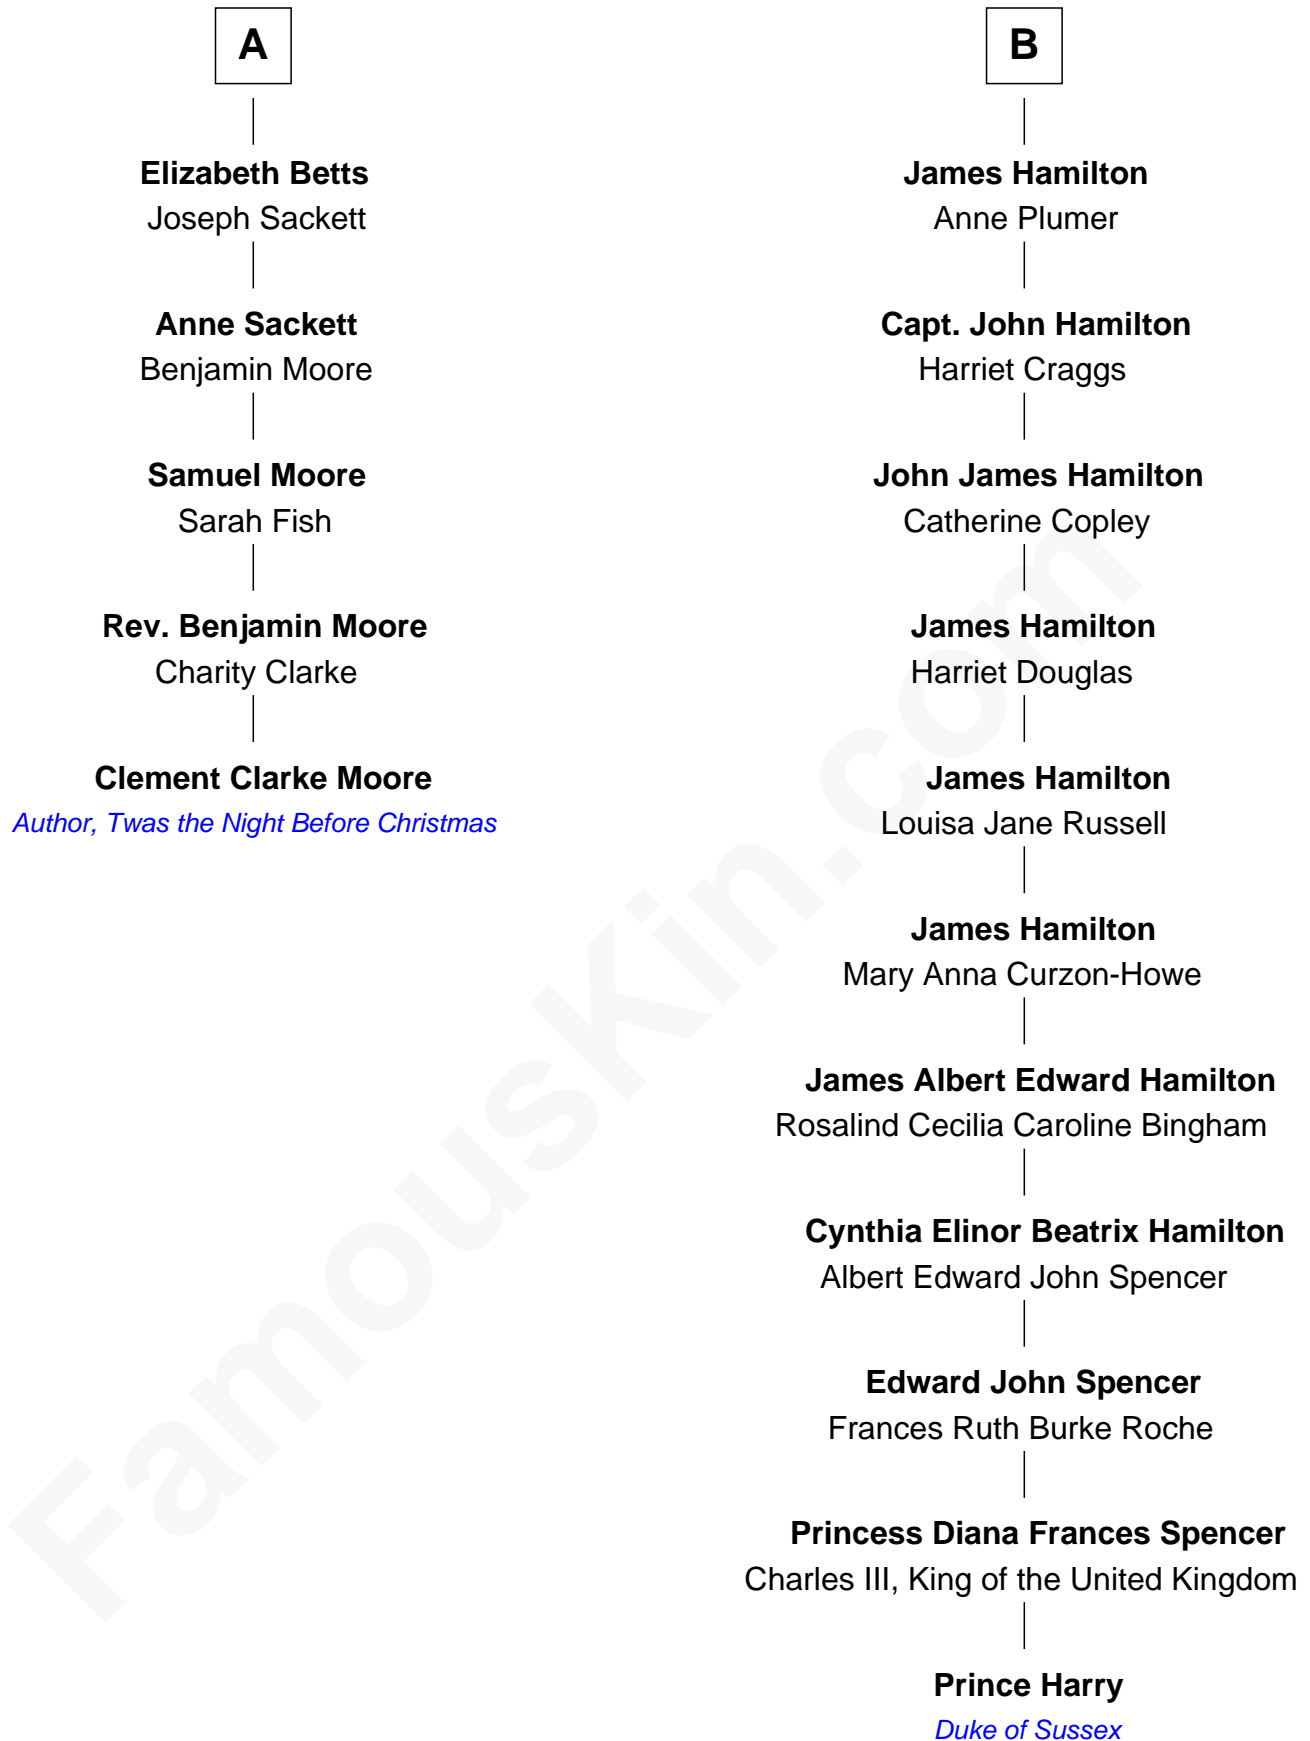 A
Elizabeth Betts
Joseph Sackett
Anne Sackett
Benjamin Moore
Samuel Moore
Sarah Fish
Rev. Benjamin Moore
Charity Clarke
Clement Clarke Moore
Author, Twas the Night Before Christmas
B
James Hamilton
Anne Plumer
Capt. John Hamilton
Harriet Craggs
John James Hamilton
Catherine Copley
James Hamilton
Harriet Douglas
James Hamilton
Louisa Jane Russell
James Hamilton
Mary Anna Curzon-Howe
James Albert Edward Hamilton
Rosalind Cecilia Caroline Bingham
Cynthia Elinor Beatrix Hamilton
Albert Edward John Spencer
Edward John Spencer
Frances Ruth Burke Roche
Princess Diana Frances Spencer
Charles III, King of the United Kingdom
Prince Harry
Duke of Sussex
FamousKin.com